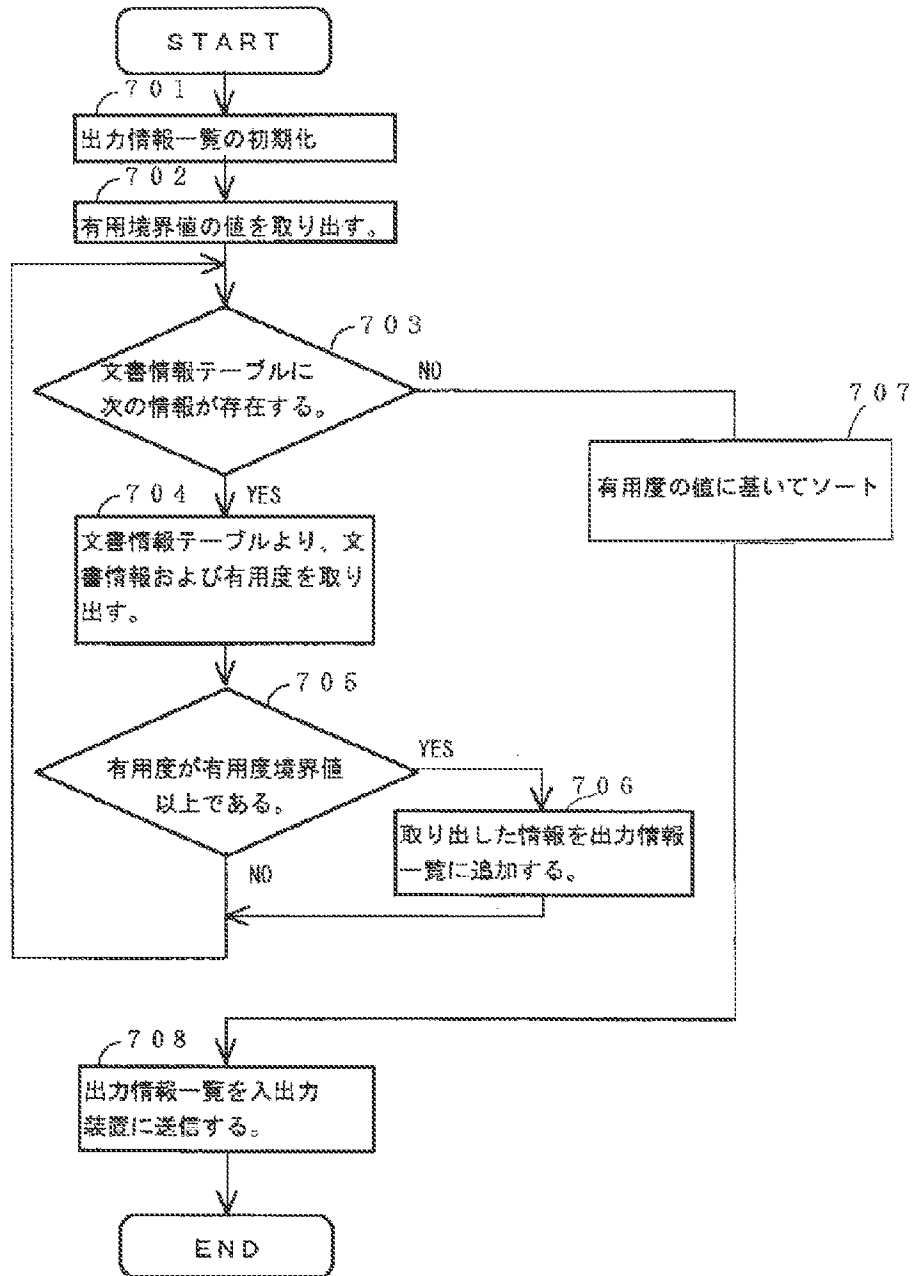 START
701
出力情報一覧の初期化
702
有用境界値の値を取り出す。
703
文書情報テーブルに
次の情報が存在する。
NO
707
有用度の値に基いてソート
704
YES
文書情報テーブルより、文
書情報および有用度を取り
出す。
705
有用度が有用度境界値
以上である。
YES
706
取り出した情報を出力情報
一覧に追加する。
NO
708
出力情報一覧を入出力
装置に送信する。
END